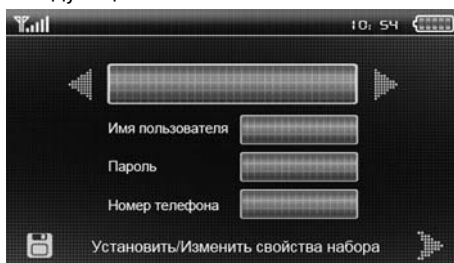 10:54
Имя пользователя
Пароль
Номер телефона
Установить/Изменить свойства набора